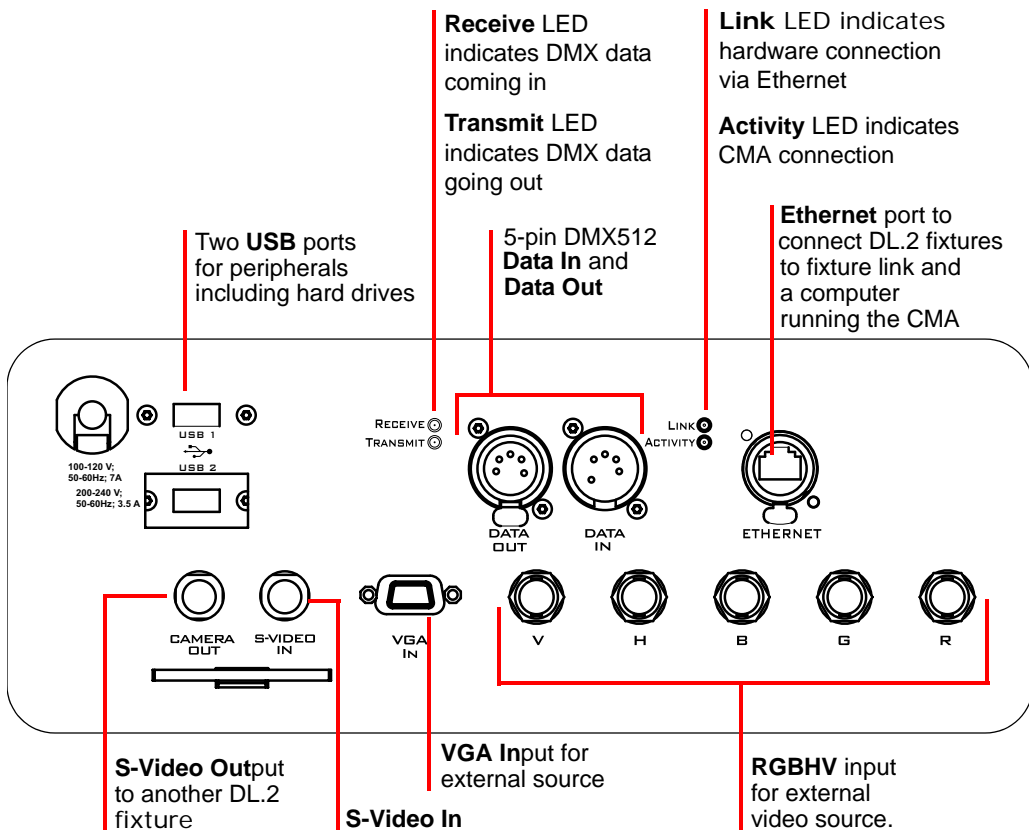 Receive LED
indicates DMX data
coming in
Transmit LED
indicates DMX data
going out
Link LED indicates
hardware connection
via Ethernet
Activity LED indicates
CMA connection
Two USB ports
for peripherals
including hard drives
5-pin DMX512
Data In and
Data Out
Ethernet port to
connect DL.2 fixtures
to fixture link and
a computer
running the CMA
USB 1
USB 2
100-120 V;
50-60Hz; 7A
200-240 V;
50-60Hz; 3.5 A
RECEIVE
TRANSMIT
DATA
OUT
DATA
IN
LINK
ACTIVITY
ETHERNET
CAMERA
OUT
S-VIDEO
IN
VGA
IN
V
H
B
G
R
S-Video Output
to another DL.2
fixture
S-Video In
VGA Input for
external source
RGBHV input
for external
video source.